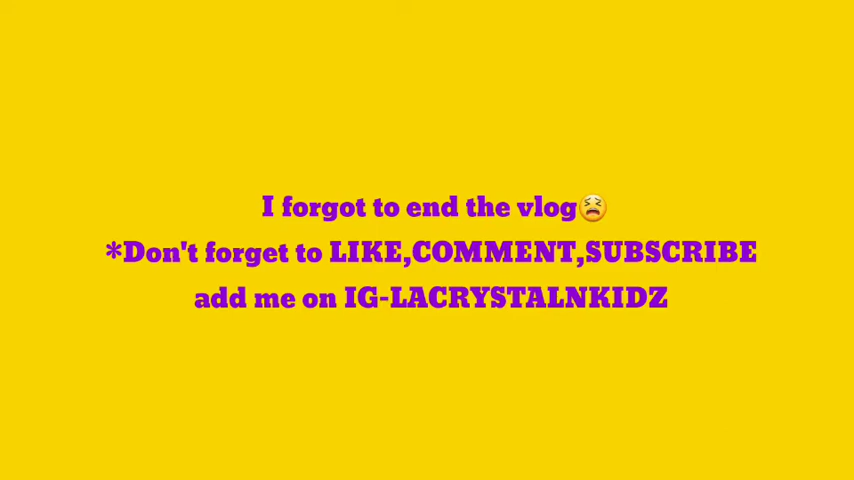 I forgot to end the vlog😫
*Don't forget to LIKE,COMMENT,SUBSCRIBE
add me on IG-LACRYSTALNKIDZ